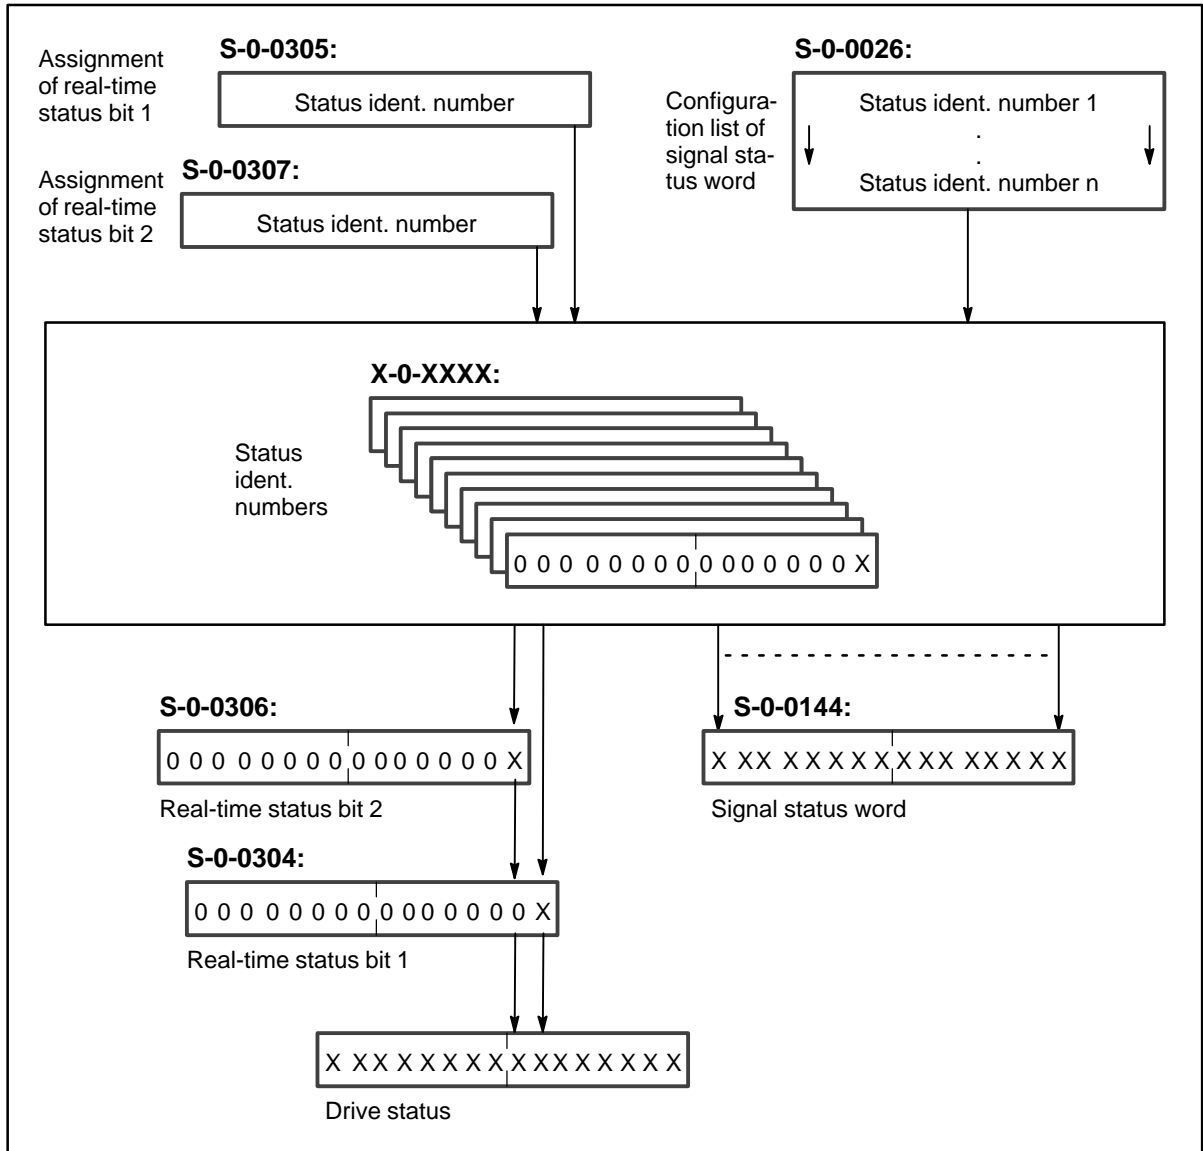 S-0-0305:
Assignment
of real-time
status bit 1
Status ident. number
S-0-0026:
Configura-
tion list of
signal sta-
tus word
Status ident. number 1
.
.
Status ident. number n
S-0-0307:
Assignment
of real-time
status bit 2
Status ident. number
X-0-XXXX:
Status
ident.
numbers
0 0 0 0 0 0 0 0 0 0 0 0 0 0 0 X
S-0-0306:
0 0 0 0 0 0 0 0 0 0 0 0 0 0 0 X
Real-time status bit 2
S-0-0144:
X XX XXXXX XXX XXXXX
Signal status word
S-0-0304:
0 0 0 0 0 0 0 0 0 0 0 0 0 0 0 X
Real-time status bit 1
X XX X X X X X X XX X X X X X
Drive status